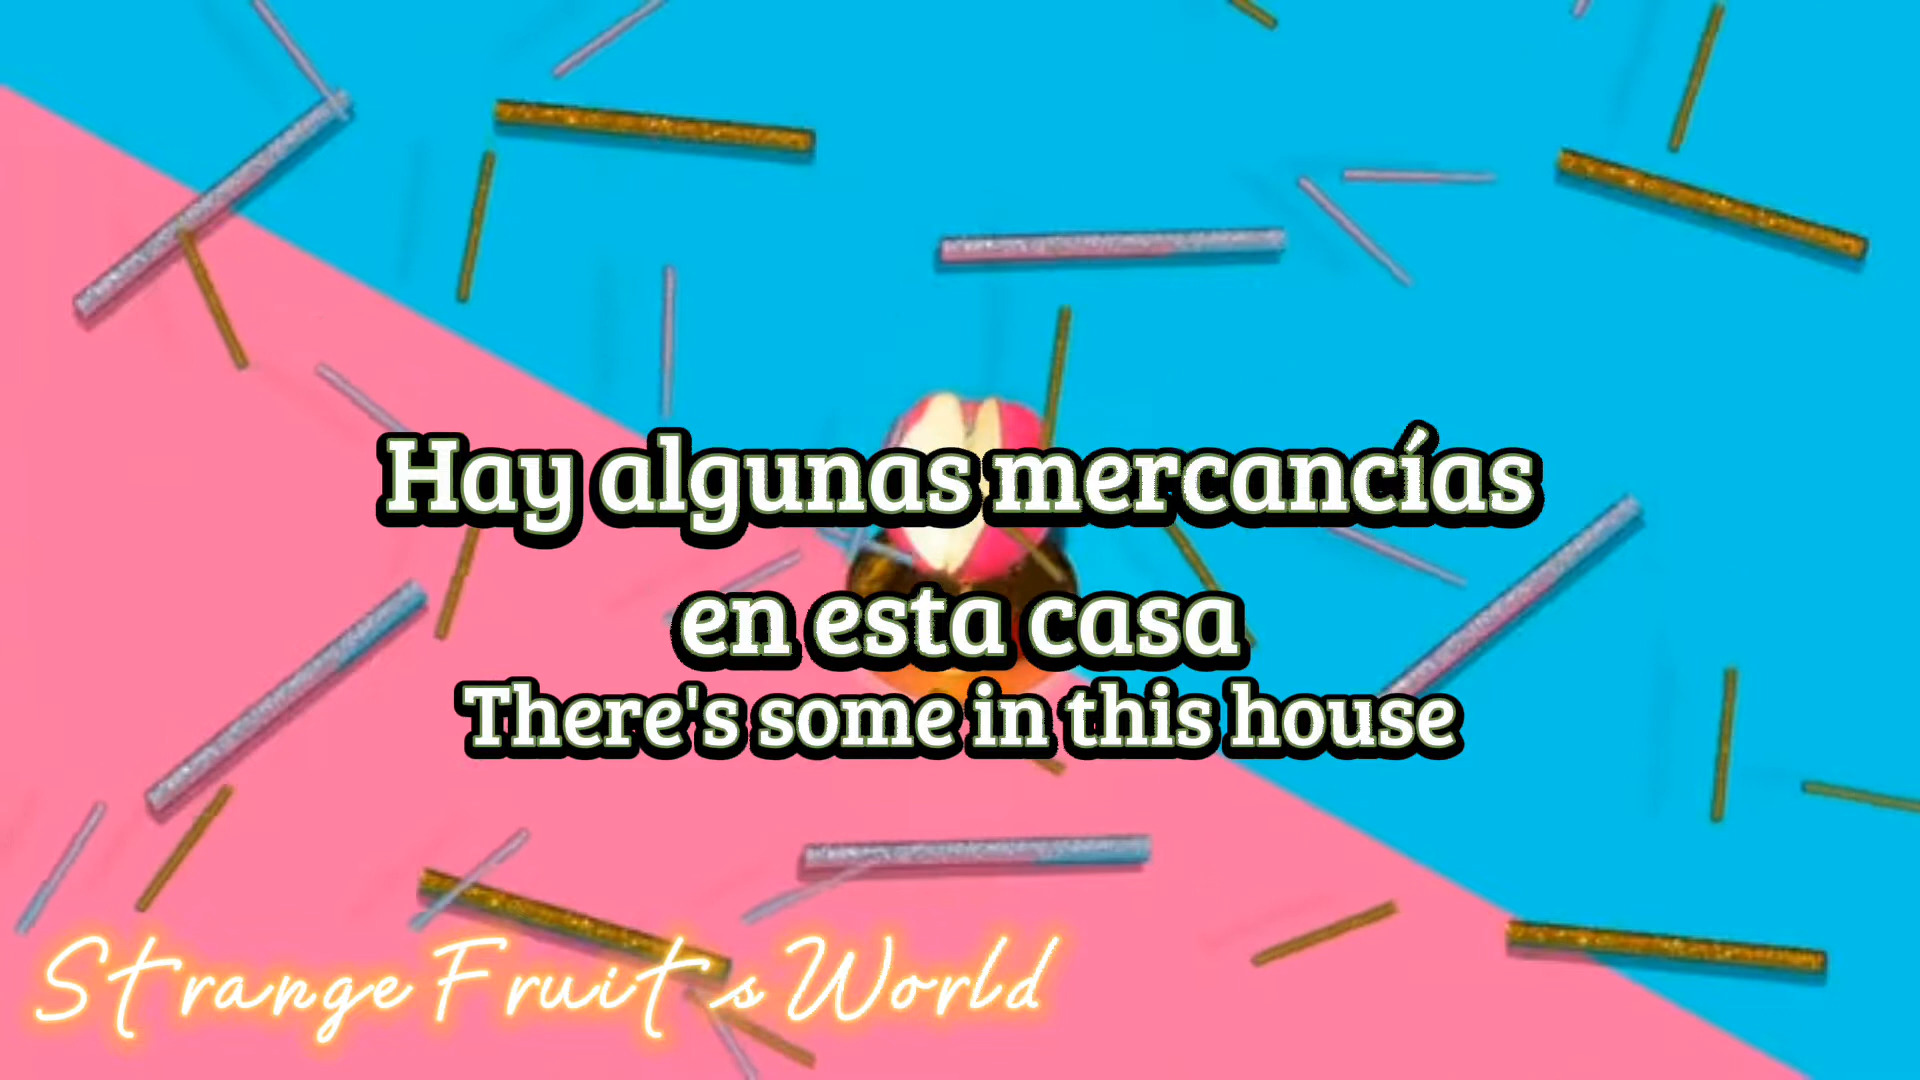 Hay algunas mercancías
en esta casa
There's some in this house
Strange Fruit's World